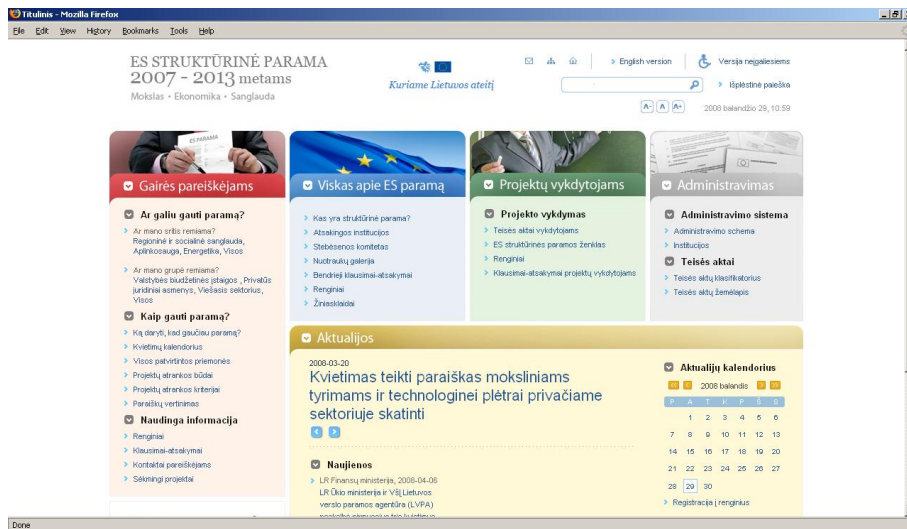 Titulinis - Mozilla Firefox
File Edit View History Bookmarks Tools Help
ES STRUKTŪRINĖ PARAMA
2007 - 2013 metams
Mokslas • Ekonomika • Sanglauda
Kuriame Lietuvos ateitį
English version
Versija neįgaliesiems
Išplėstinė paieška
A- A A+
2008 balandžio 29, 10:59
ES PARAMA
Gairės pareiškėjams
Ar galiu gauti paramą?
Ar mano sritis remiama?
Regioninė ir socialinė sanglauda,
Aplinkosauga, Energetika, Visos
Ar mano grupė remiama?
Valstybės biudžetinės įstaigos , Privatūs
juridiniai asmenys, Viešasis sektorius,
Visos
Kaip gauti paramą?
Ką daryti, kad gaučiau paramą?
Kvietimų kalendorius
Visos patvirtintos priemonės
Projektų atrankos būdai
Projektų atrankos kriterijai
Paraiškų vertinimas
Naudinga informacija
Renginiai
Klausimai-atsakymai
Kontaktai pareiškėjams
Sėkmingi projektai
Viskas apie ES paramą
Kas yra struktūrinė parama?
Atsakingos institucijos
Stebėsenos komitetas
Nuotraukų galerija
Bendrieji klausimai-atsakymai
Renginiai
Žiniasklaidai
Projektų vykdytojams
Projekto vykdymas
Teisės aktai vykdytojams
ES struktūrinės paramos ženklas
Renginiai
Klausimai-atsakymai projektų vykdytojams
Administravimas
Administravimo sistema
Administravimo schema
Institucijos
Teisės aktai
Teisės aktų klasifikatorius
Teisės aktų žemėlapis
Aktualijos
2008-03-20
Kvietimas teikti paraiškas moksliniams
tyrimams ir technologinei plėtrai privačiame
sektoriuje skatinti
Naujienos
LR Finansų ministerija, 2008-04-08
LR Ūkio ministerija ir VšĮ Lietuvos
verslo paramos agentūra (LVPA)
Aktualijų kalendorius
2008 balandis
P A T K P Š S
1 2 3 4 5 6
7 8 9 10 11 12 13
14 15 16 17 18 19 20
21 22 23 24 25 26 27
28 29 30
Registracija į renginius
Done